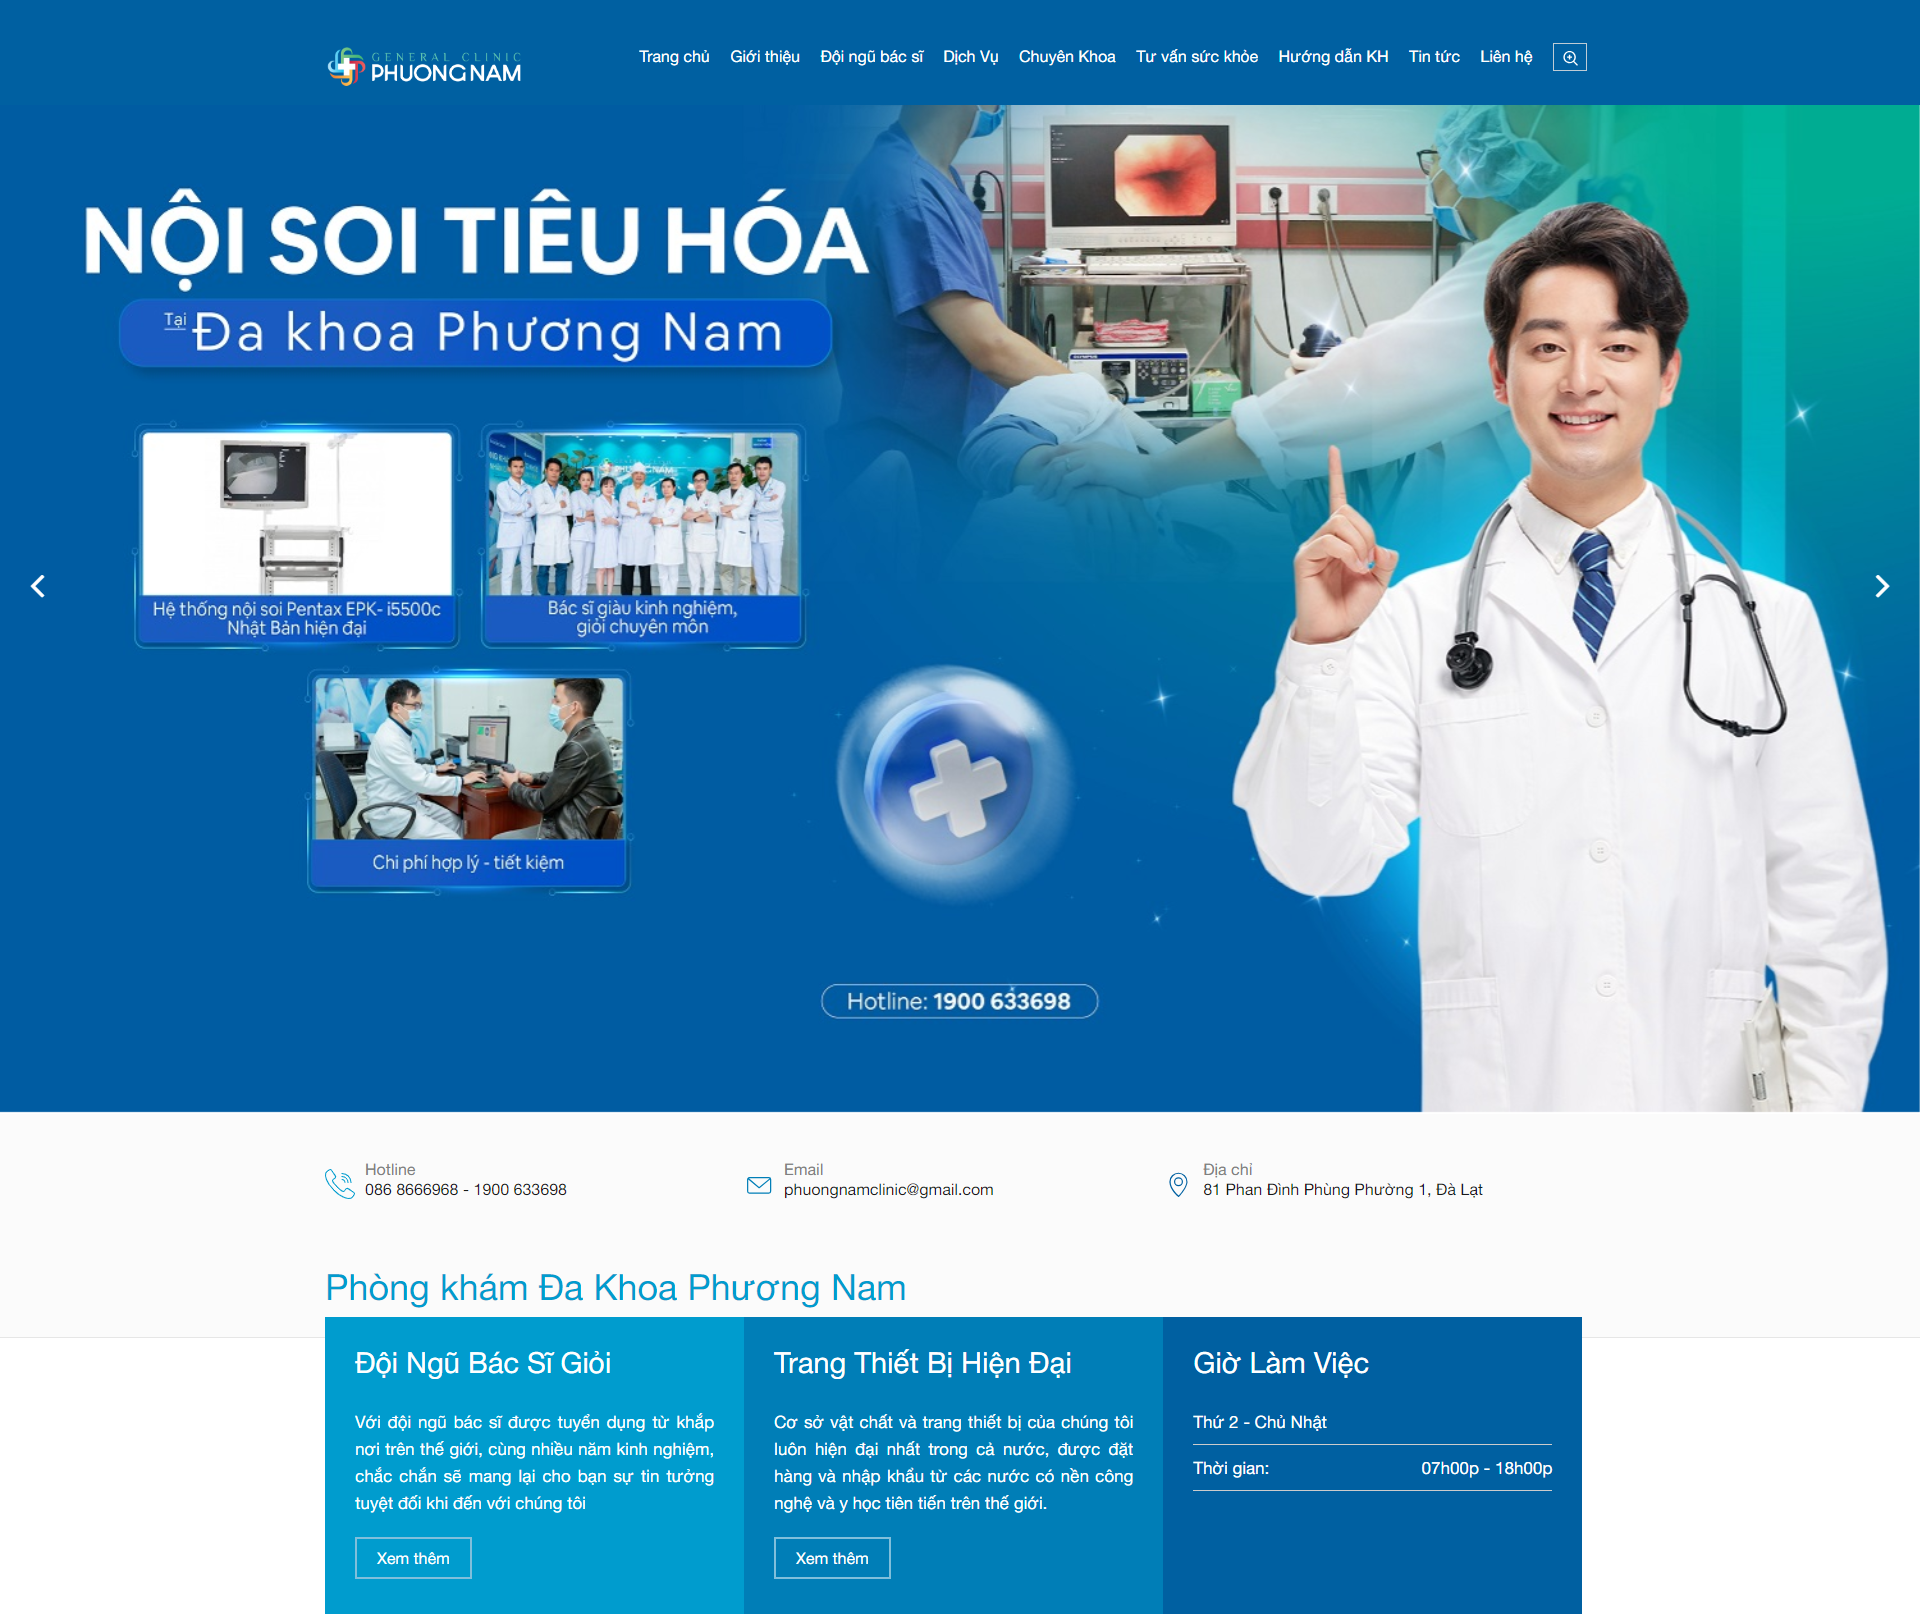 GENERAL CLINIC
PHUONG NAM
Trang chủ Giới thiệu Đội ngũ bác sĩ Dịch Vụ Chuyên Khoa Tư vấn sức khỏe Hướng dẫn KH Tin tức Liên hệ
NỘI SOI TIÊU HÓA
Tại Đa khoa Phương Nam
Hệ thống nội soi Pentax EPK- i5500c
Nhật Bản hiện đại
PHUONG NAM
Bác sĩ giàu kinh nghiệm,
giỏi chuyên môn
Chi phí hợp lý - tiết kiệm
OLYMPUS
Hotline: 1900 633698
Hotline
086 8666968 - 1900 633698
Email
phuongnamclinic@gmail.com
Địa chỉ
81 Phan Đình Phùng Phường 1, Đà Lạt
Phòng khám Đa Khoa Phương Nam
Đội Ngũ Bác Sĩ Giỏi
Với đội ngũ bác sĩ được tuyển dụng từ khắp
nơi trên thế giới, cùng nhiều năm kinh nghiệm,
chắc chắn sẽ mang lại cho bạn sự tin tưởng
tuyệt đối khi đến với chúng tôi
Xem thêm
Trang Thiết Bị Hiện Đại
Cơ sở vật chất và trang thiết bị của chúng tôi
luôn hiện đại nhất trong cả nước, được đặt
hàng và nhập khẩu từ các nước có nền công
nghệ và y học tiên tiến trên thế giới.
Xem thêm
Giờ Làm Việc
Thứ 2 - Chủ Nhật
Thời gian: 07h00p - 18h00p